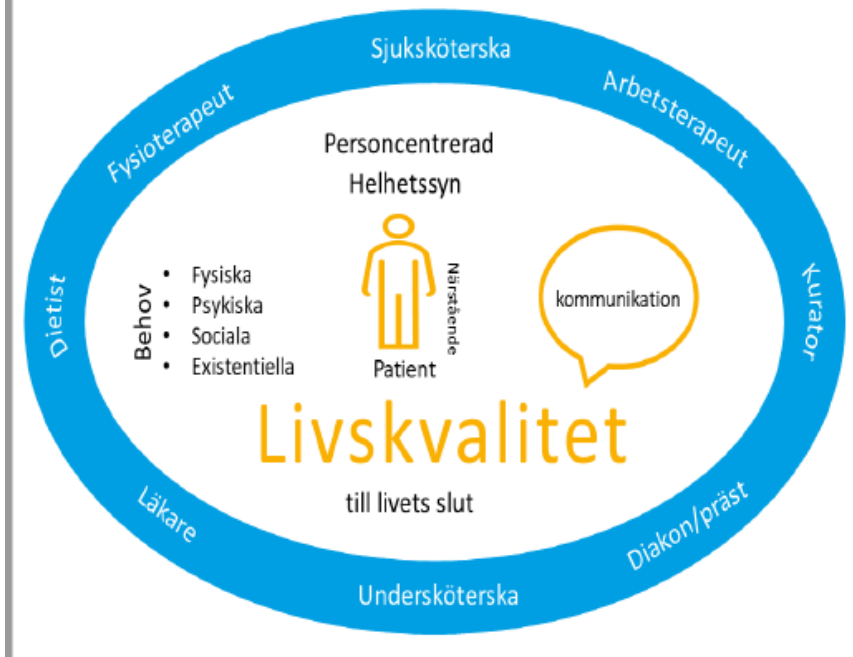 Sjuksköterska
Arbetsterapeut
Fysioterapeut
Personcentrerad
Helhetssyn
Behov
• Fysiska
• Psykiska
• Sociala
• Existentiella
Närstående
Patient
kommunikation
Dietist
Kurator
Livskvalitet
till livets slut
Läkare
Diakon/präst
Undersköterska